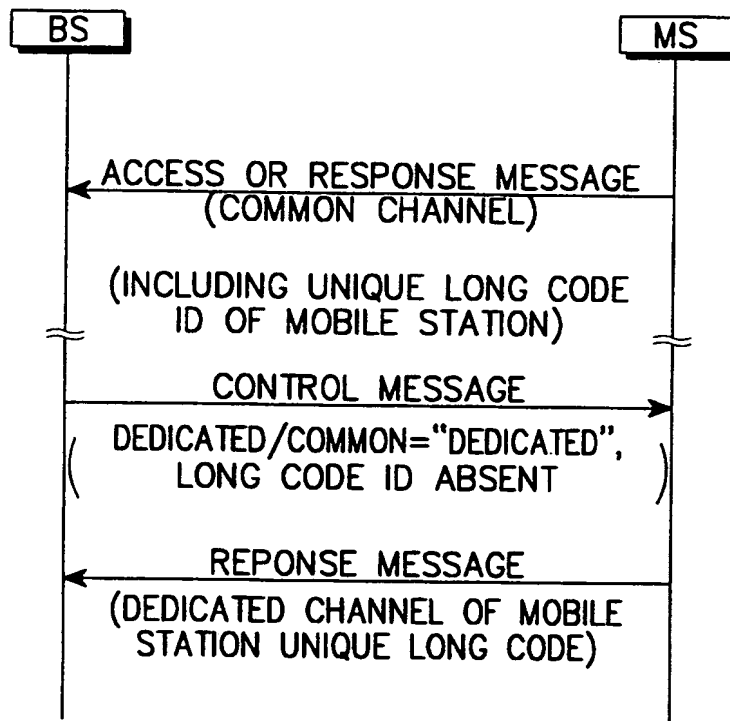 BS
MS
ACCESS OR RESPONSE MESSAGE
(COMMON CHANNEL)
(INCLUDING UNIQUE LONG CODE
ID OF MOBILE STATION)
CONTROL MESSAGE
(DEDICATED/COMMON="DEDICATED",
LONG CODE ID ABSENT)
REPONSE MESSAGE
(DEDICATED CHANNEL OF MOBILE
STATION UNIQUE LONG CODE)